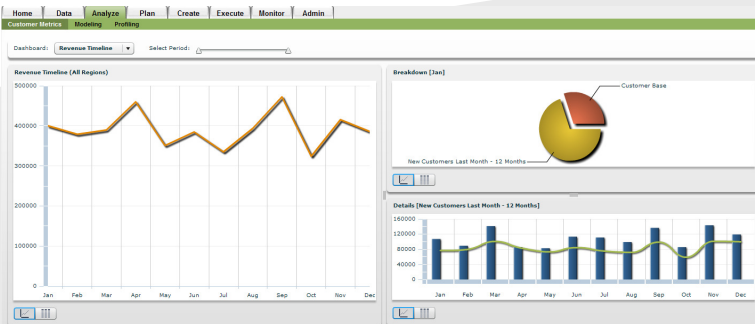 Home Data Analyze Plan Create Execute Monitor Admin
Customer Metrics Modeling Profiling
Dashboard: Revenue Timeline Select Period:
Revenue Timeline (All Regions)
500000
400000
300000
200000
100000
0
Jan Feb Mar Apr May Jun Jul Aug Sep Oct Nov Dec
Breakdown [Jan]
Customer Base
New Customers Last Month - 12 Months
Details [New Customers Last Month - 12 Months]
160000
120000
80000
40000
0
Jan Feb Mar Apr May Jun Jul Aug Sep Oct Nov Dec